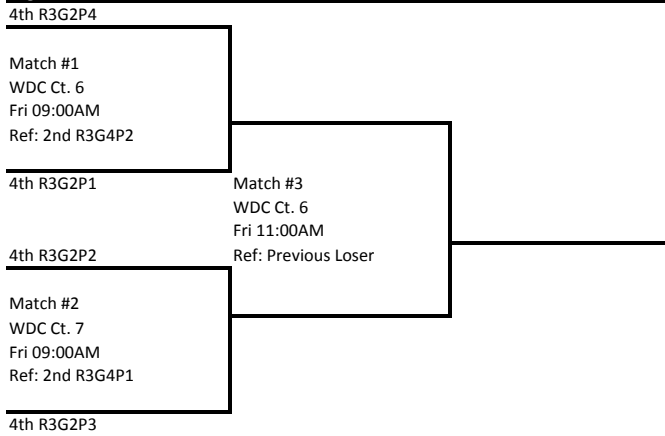 4th R3G2P4
Match #1
WDC Ct. 6
Fri 09:00AM
Ref: 2nd R3G4P2
4th R3G2P1
Match #3
WDC Ct. 6
Fri 11:00AM
Ref: Previous Loser
4th R3G2P2
Match #2
WDC Ct. 7
Fri 09:00AM
Ref: 2nd R3G4P1
4th R3G2P3